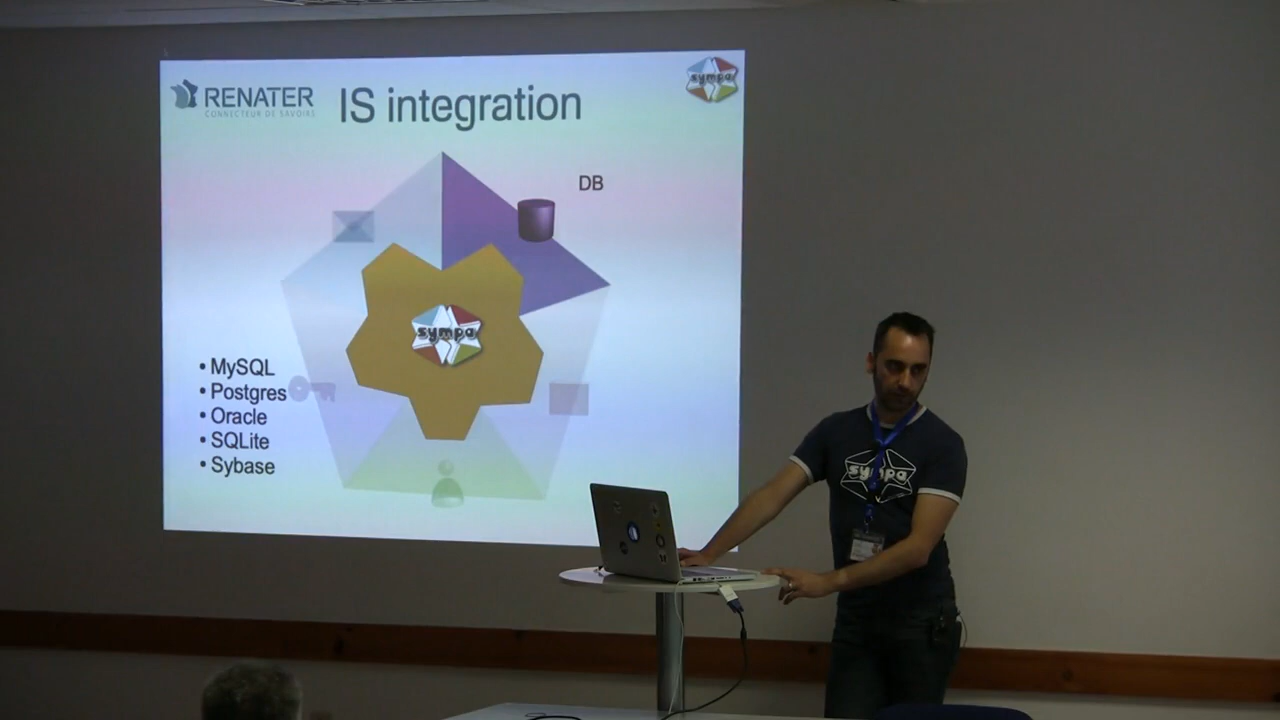 RENATER
CONNECTEUR DE SAVOIRS
IS integration
sympa
DB
sympa
• MySQL
• Postgres
• Oracle
• SQLite
• Sybase
sympa